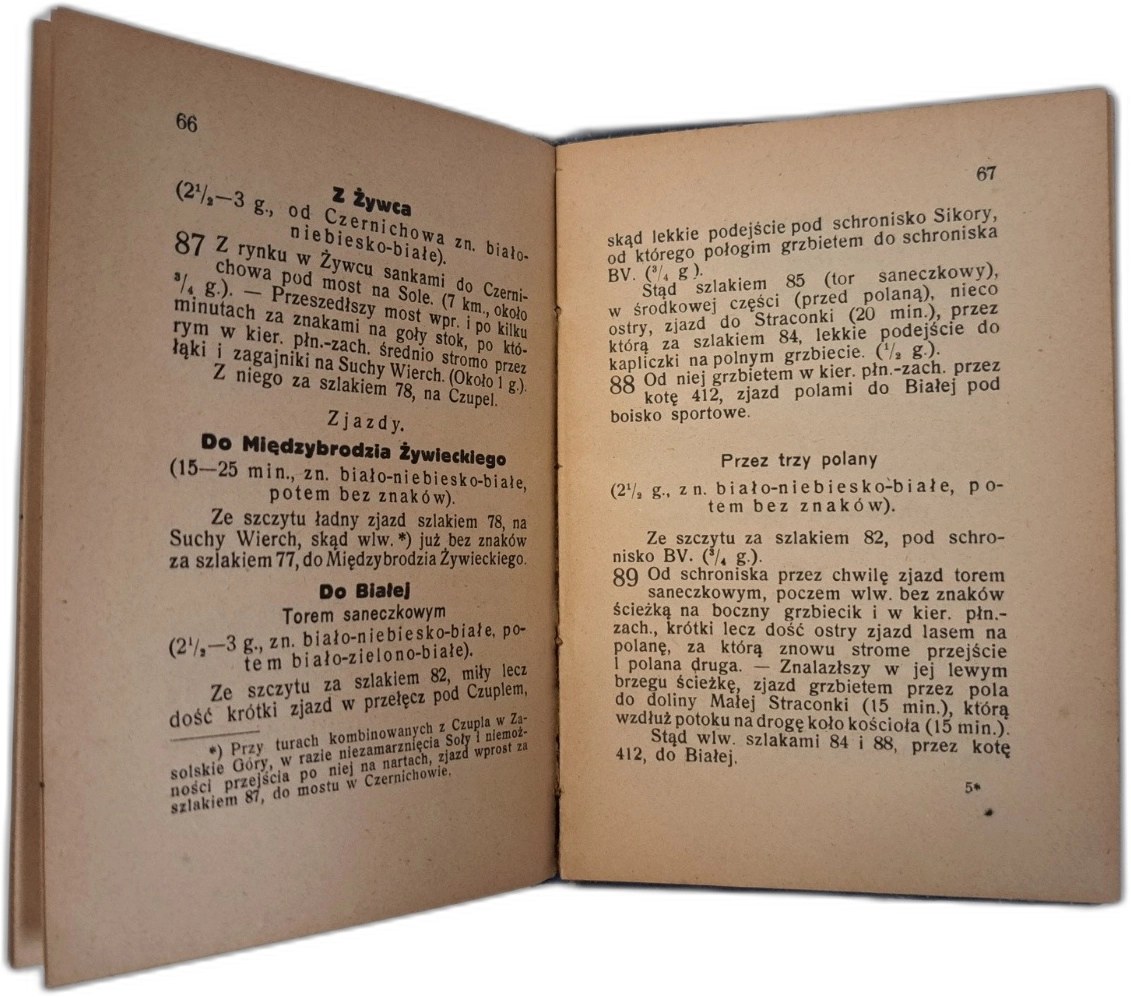 66
Z Żywca
(2¹/₂—3 g., od Czernichowa zn. biało-
niebiesko-białe).
87 Z rynku w Żywcu sankami do Czerni-
chowa pod most na Sole. (7 km., około
³/₄ g.). — Przeszedłszy most wpr. i po kilku
minutach za znakami na goły stok, po któ-
rym w kier. płn.-zach. średnio stromo przez
łąki i zagajniki na Suchy Wierch. (Około 1 g.).
Z niego za szlakiem 78, na Czupel.
Zjazdy.
Do Międzybrodzia Żywieckiego
(15—25 min., zn. biało-niebiesko-białe,
potem bez znaków).
Ze szczytu ładny zjazd szlakiem 78, na
Suchy Wierch, skąd wlw. *) już bez znaków
za szlakiem 77, do Międzybrodzia Żywieckiego.
Do Białej
Torem saneczkowym
(2¹/₂—3 g., zn. biało-niebiesko-białe, po-
tem biało-zielono-białe).
Ze szczytu za szlakiem 82, miły lecz
dość krótki zjazd w przełęcz pod Czuplem,
*) Przy turach kombinowanych z Czupla w Za-
solskie Góry, w razie niezamarznięcia Soły i niemoż-
ności przejścia po niej na nartach, zjazd wprost za
szlakiem 87, do mostu w Czernichowie.
67
skąd lekkie podejście pod schronisko Sikory,
od którego połogim grzbietem do schroniska
BV. (³/₄ g).
Stąd szlakiem 85 (tor saneczkowy),
w środkowej części (przed polaną), nieco
ostry, zjazd do Straconki (20 min.), przez
którą za szlakiem 84, lekkie podejście do
kapliczki na polnym grzbiecie. (¹/₂ g.).
88 Od niej grzbietem w kier. płn.-zach. przez
kotę 412, zjazd polami do Białej pod
boisko sportowe.
Przez trzy polany
(2¹/₂ g., zn. biało-niebiesko-białe, po-
tem bez znaków).
Ze szczytu za szlakiem 82, pod schro-
nisko BV. (³/₄ g.).
89 Od schroniska przez chwilę zjazd torem
saneczkowym, poczem wlw. bez znaków
ścieżką na boczny grzbiecik i w kier. płn.-
zach., krótki lecz dość ostry zjazd lasem na
polanę, za którą znowu strome przejście
i polana druga. — Znalazłszy w jej lewym
brzegu ścieżkę, zjazd grzbietem przez pola
do doliny Małej Straconki (15 min.), którą
wzdłuż potoku na drogę koło kościoła (15 min.).
Stąd wlw. szlakami 84 i 88, przez kotę
412, do Białej.
5*